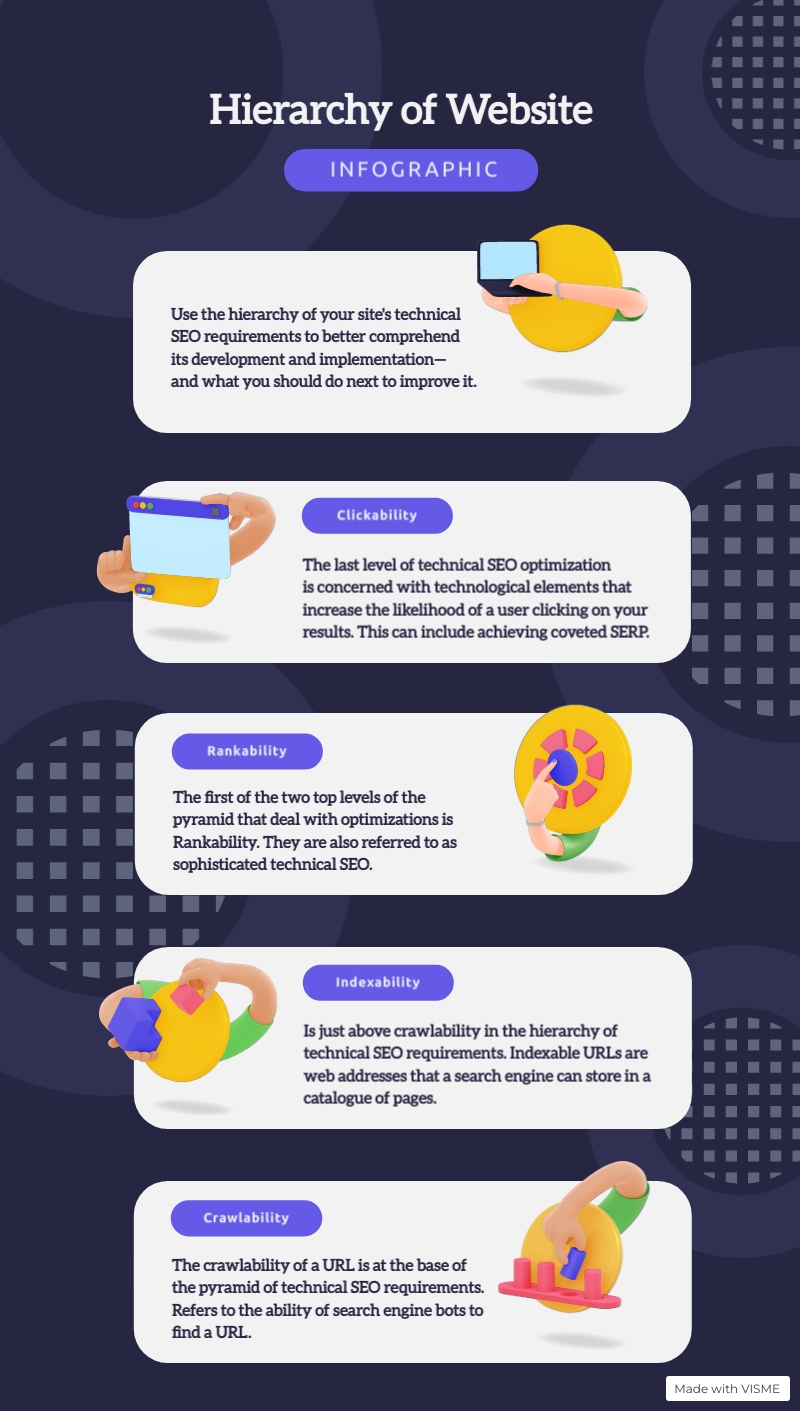 Hierarchy of Website
INFOGRAPHIC
Use the hierarchy of your site's technical
SEO requirements to better comprehend
its development and implementation—
and what you should do next to improve it.
Clickability
The last level of technical SEO optimization
is concerned with technological elements that
increase the likelihood of a user clicking on your
results. This can include achieving coveted SERP.
Rankability
The first of the two top levels of the
pyramid that deal with optimizations is
Rankability. They are also referred to as
sophisticated technical SEO.
Indexability
Is just above crawlability in the hierarchy of
technical SEO requirements. Indexable URLs are
web addresses that a search engine can store in a
catalogue of pages.
Crawlability
The crawlability of a URL is at the base of
the pyramid of technical SEO requirements.
Refers to the ability of search engine bots to
find a URL.
Made with VISME